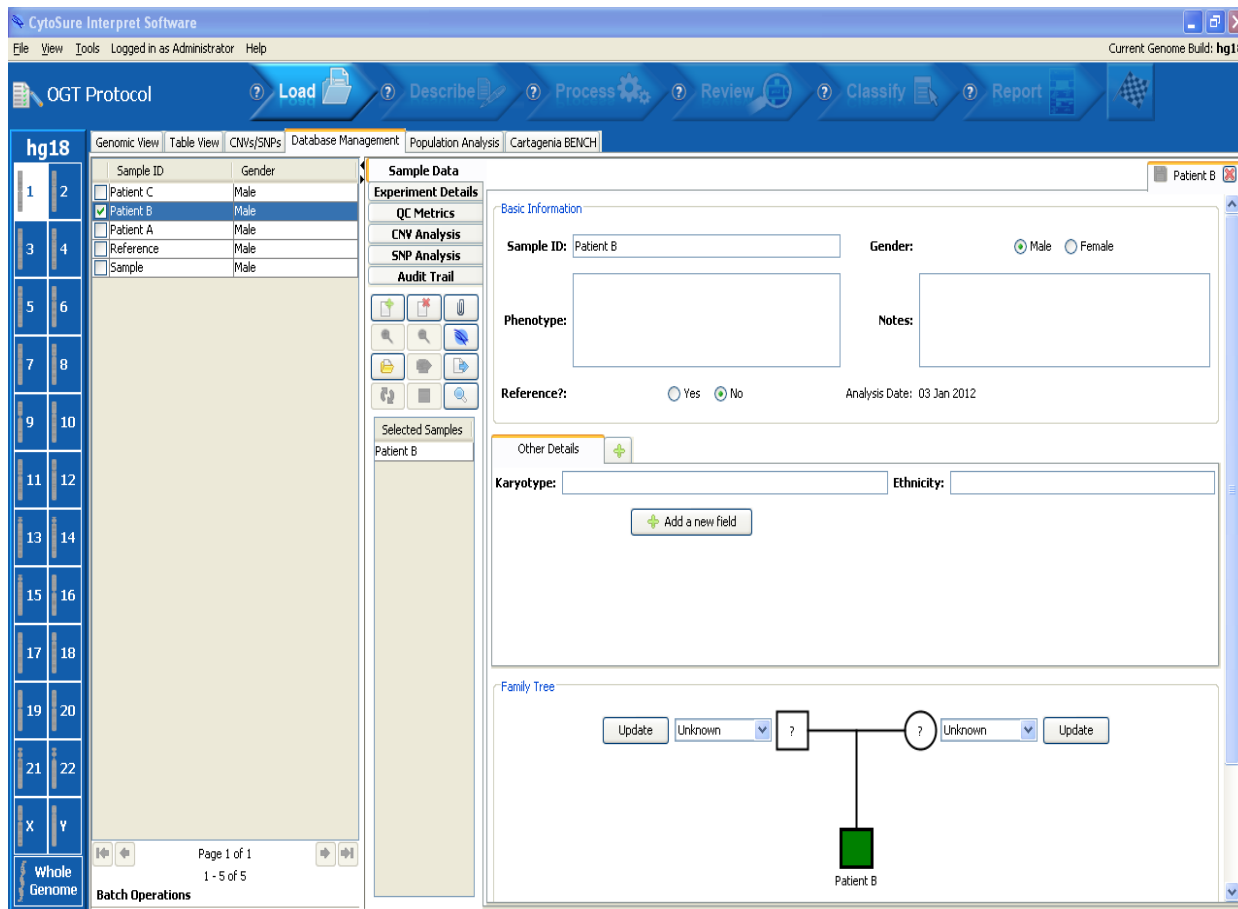 CytoSure Interpret Software
File View Tools Logged in as Administrator Help Current Genome Build: hg18
OGT Protocol ? Load ? Describe ? Process ? Review ? Classify ? Report
hg18
1 2
3 4
5 6
7 8
9 10
11 12
13 14
15 16
17 18
19 20
21 22
X Y
Whole
Genome
Genomic View Table View CNVs/SNPs Database Management Population Analysis Cartagenia BENCH
Sample ID Gender
Patient C Male
Patient B Male
Patient A Male
Reference Male
Sample Male
Page 1 of 1
1 - 5 of 5
Batch Operations
Sample Data
Experiment Details
QC Metrics
CNV Analysis
SNP Analysis
Audit Trail
Selected Samples
Patient B
Patient B
Basic Information
Sample ID: Patient B Gender: Male Female
Phenotype: Notes:
Reference?: Yes No Analysis Date: 03 Jan 2012
Other Details
Karyotype: Ethnicity:
Add a new field
Family Tree
Update Unknown ? ? Unknown Update
Patient B